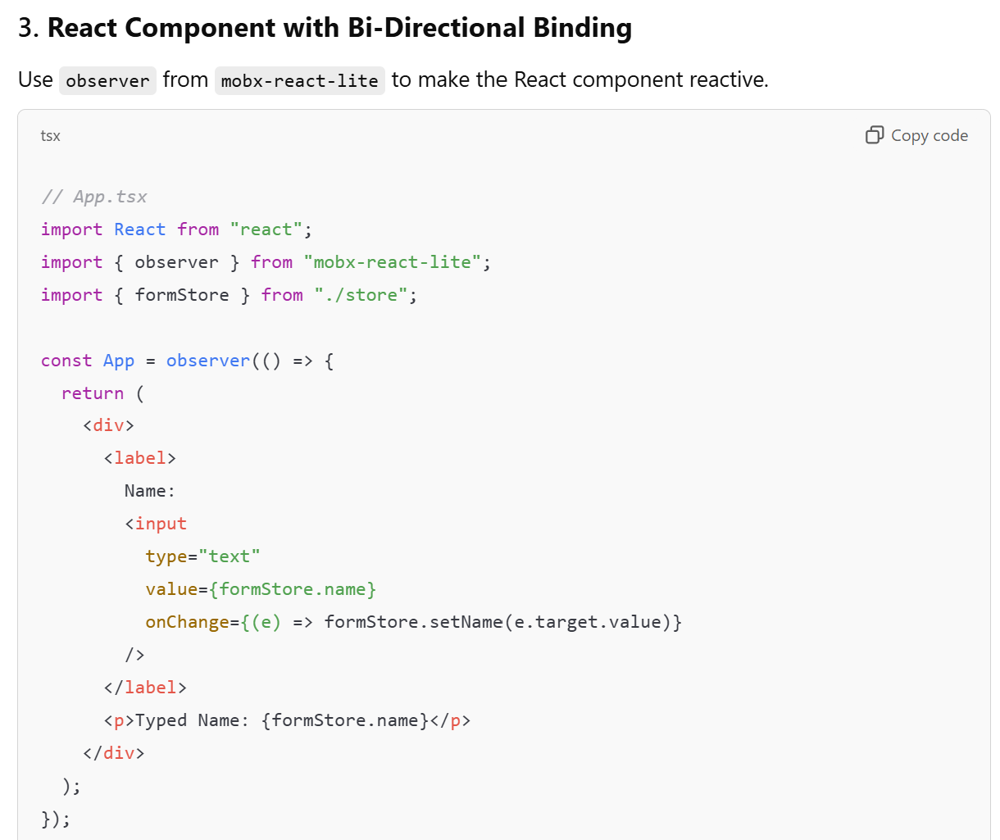 3. React Component with Bi-Directional Binding
Use observer from mobx-react-lite to make the React component reactive.
tsx
Copy code
// App.tsx
import React from "react";
import { observer } from "mobx-react-lite";
import { formStore } from "./store";
const App = observer(() => {
  return (
    <div>
      <label>
        Name:
        <input
          type="text"
          value={formStore.name}
          onChange={(e) => formStore.setName(e.target.value)}
        />
      </label>
      <p>Typed Name: {formStore.name}</p>
    </div>
  );
});